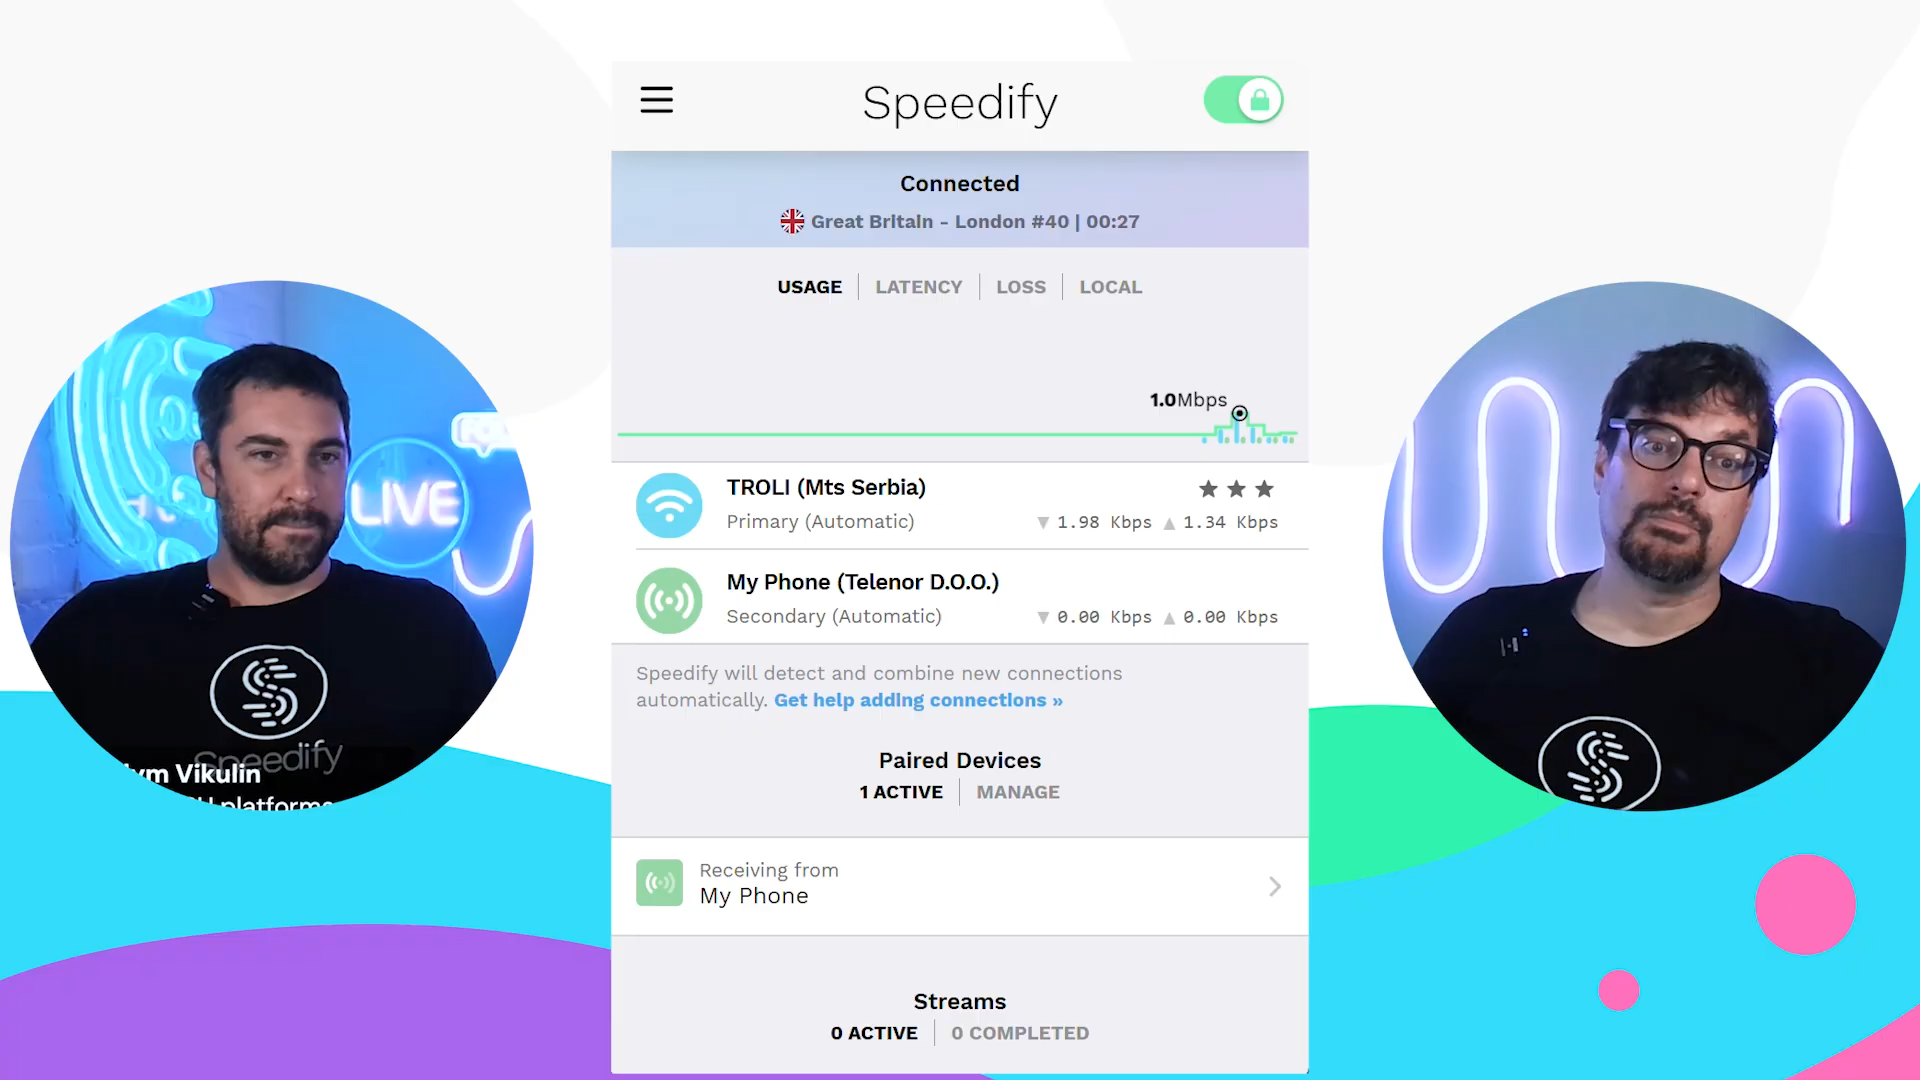 Speedify
Connected
Great Britain - London #40 | 00:27
USAGE
LATENCY
LOSS
LOCAL
1.0Mbps
TROLI (Mts Serbia)
Primary (Automatic)
▼ 1.98 Kbps ▲ 1.34 Kbps
My Phone (Telenor D.O.O.)
Secondary (Automatic)
▼ 0.00 Kbps ▲ 0.00 Kbps
Speedify will detect and combine new connections
automatically. Get help adding connections »
Paired Devices
1 ACTIVE
MANAGE
Receiving from
My Phone
Streams
0 ACTIVE
0 COMPLETED
LIVE
Speedify
Vikulin
platforms